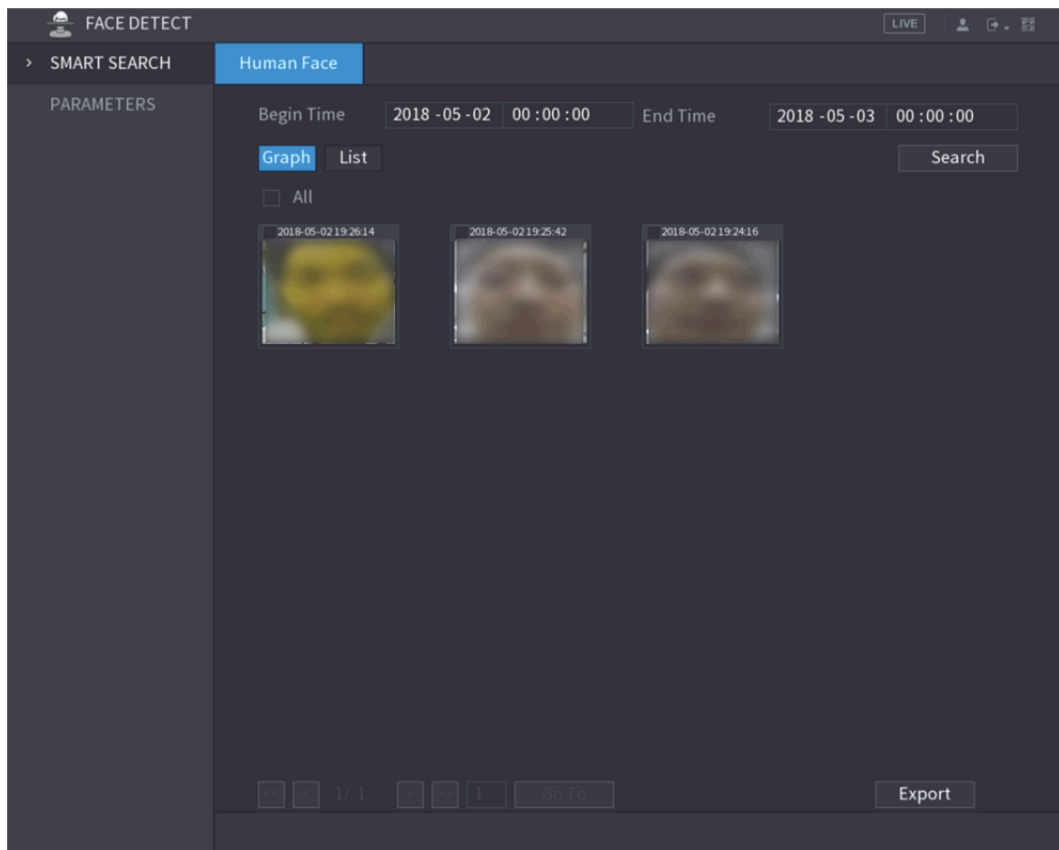 FACE DETECT LIVE
> SMART SEARCH Human Face
PARAMETERS
Begin Time 2018 -05 -02 00 :00 :00 End Time 2018 -05 -03 00 :00 :00
Graph List Search
All
2018-05-02 19:26:14 2018-05-02 19:25:42 2018-05-02 19:24:16
<< < 1/ 1 > >> 1 Go To Export